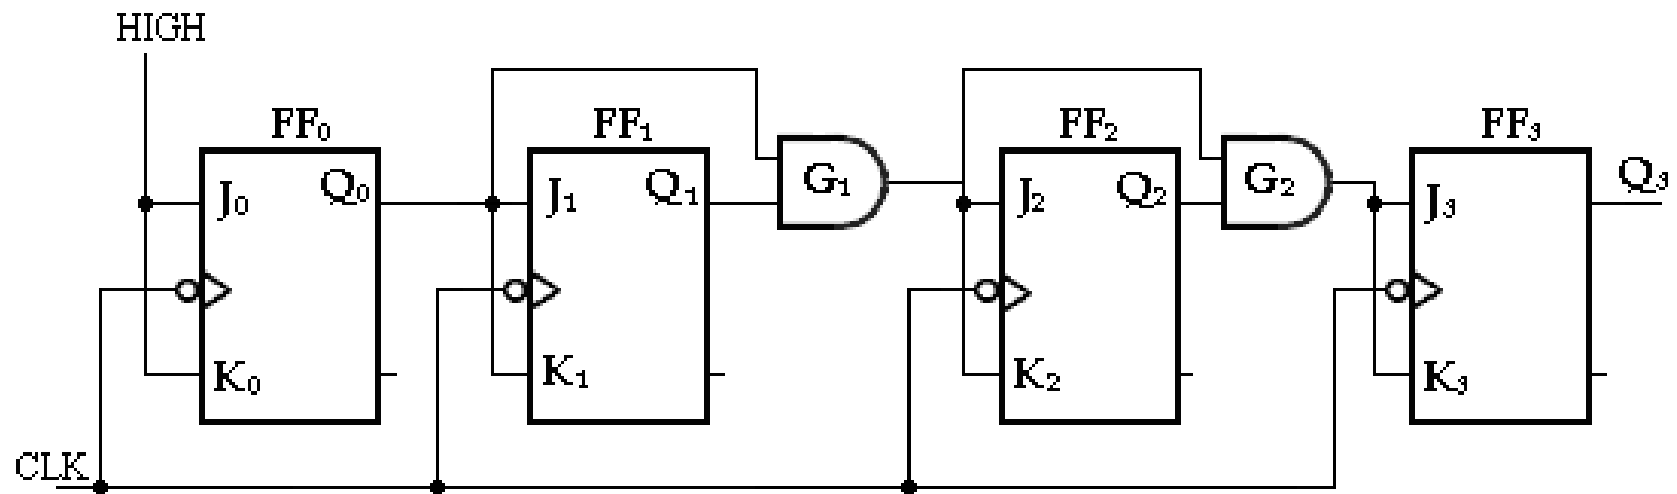 HIGH
FF₀ FF₁ FF₂ FF₃
J₀ Q₀ J₁ Q₁ G₁ J₂ Q₂ G₂ J₃ Q₃
K₀ K₁ K₂ K₃
CLK